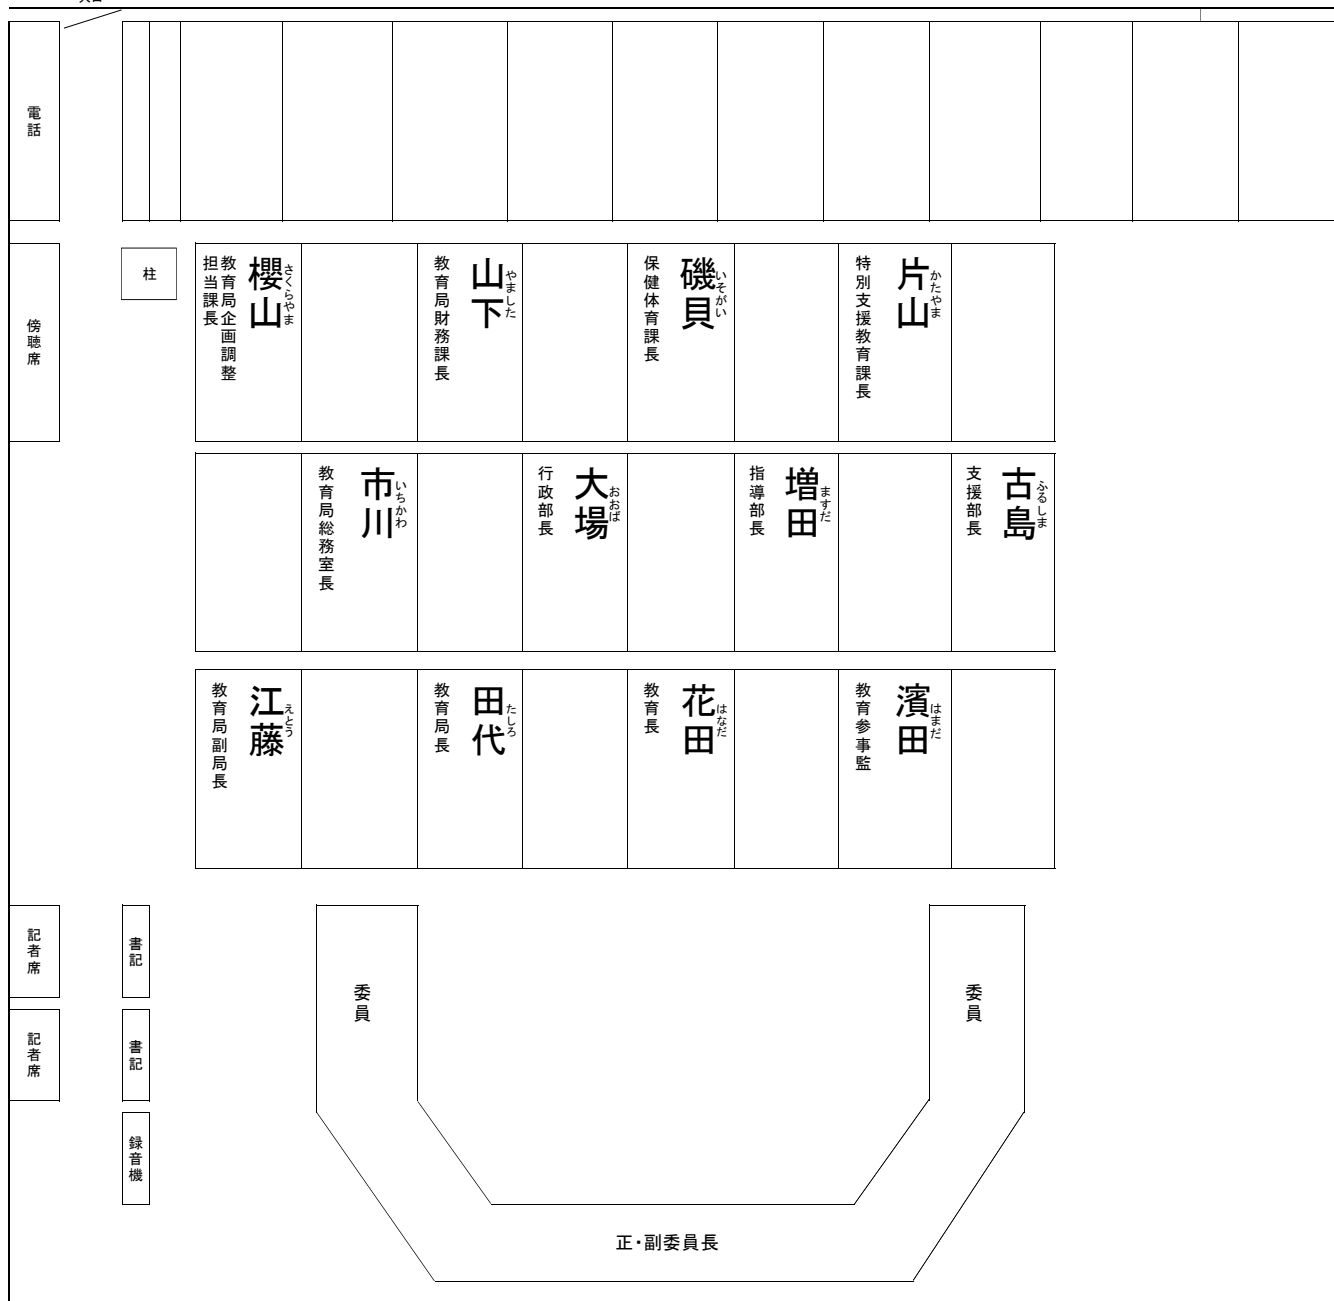 電話
傍聴席
柱
教育局企画調整
担当課長
櫻山
さくらやま
教育局財務課長
山下
やました
保健体育課長
磯貝
いそがい
特別支援教育課長
片山
かたやま
教育局総務室長
市川
いちかわ
行政部長
大場
おおば
指導部長
増田
ますだ
支援部長
古島
ふるしま
教育局副局長
江藤
えとう
教育局長
田代
たしろ
教育長
花田
はなだ
教育参事監
濱田
はまだ
記者席
書記
委員
委員
記者席
書記
録音機
正・副委員長